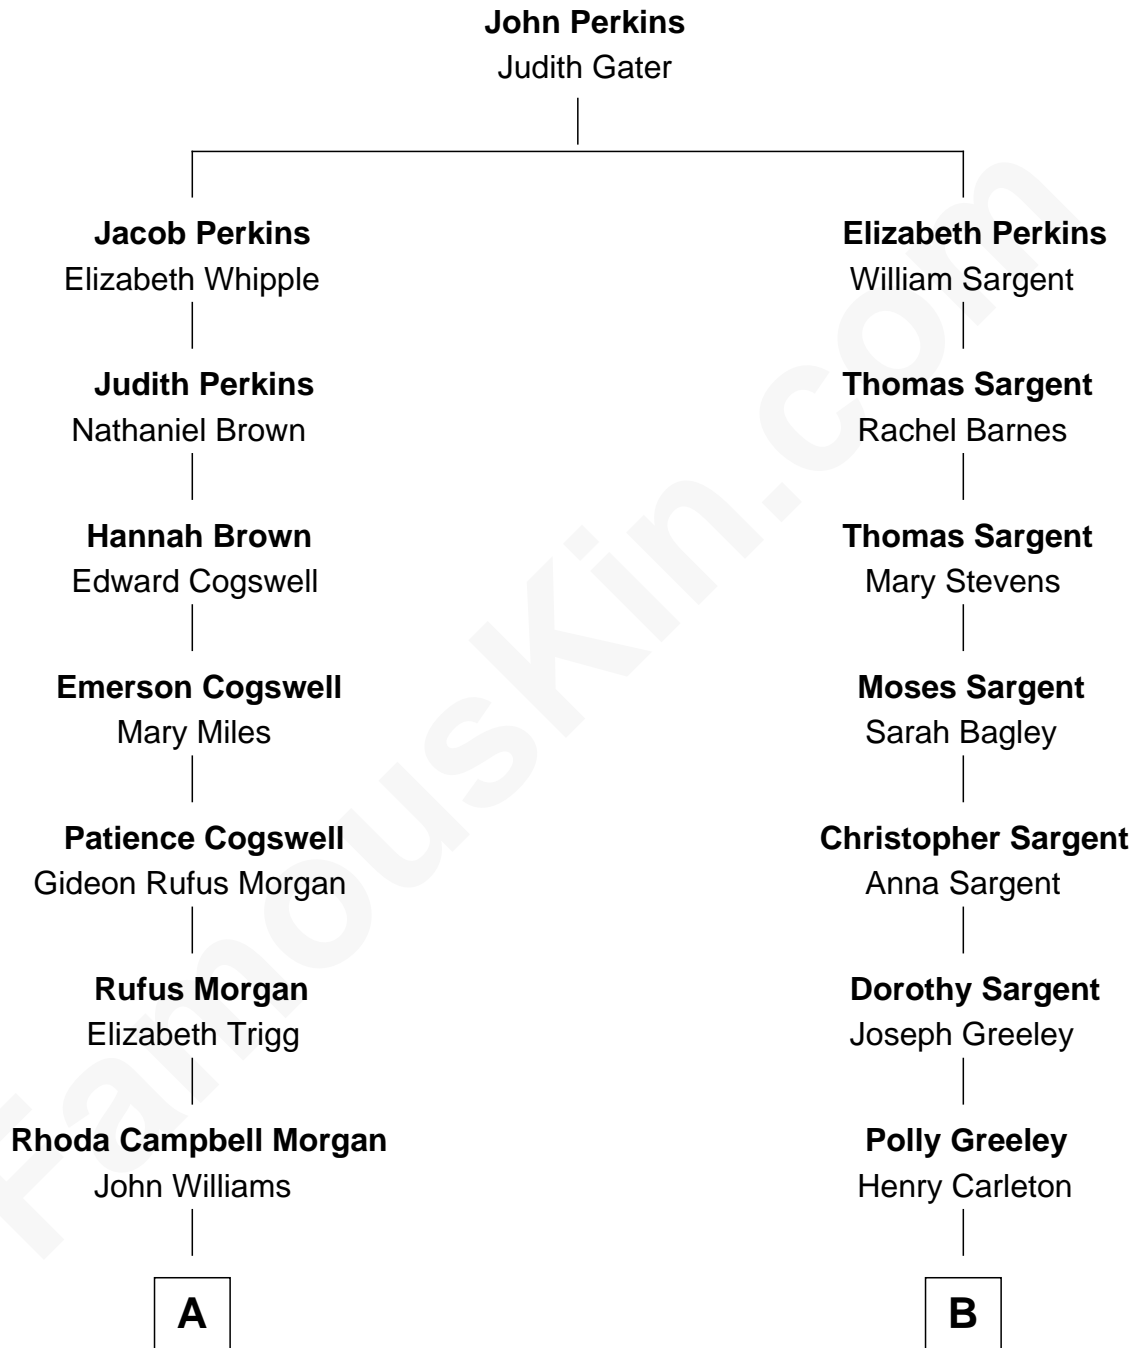 John Perkins
Judith Gater
Jacob Perkins
Elizabeth Whipple
Elizabeth Perkins
William Sargent
Judith Perkins
Nathaniel Brown
Thomas Sargent
Rachel Barnes
Hannah Brown
Edward Cogswell
Thomas Sargent
Mary Stevens
Emerson Cogswell
Mary Miles
Moses Sargent
Sarah Bagley
Patience Cogswell
Gideon Rufus Morgan
Christopher Sargent
Anna Sargent
Rufus Morgan
Elizabeth Trigg
Dorothy Sargent
Joseph Greeley
Rhoda Campbell Morgan
John Williams
Polly Greeley
Henry Carleton
A
B
FamousKin.com